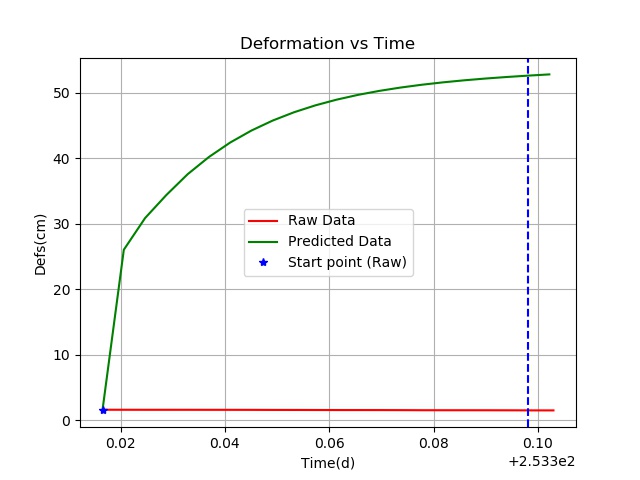 Deformation vs Time
Defs(cm)
50
40
30
20
10
0
Raw Data
Predicted Data
Start point (Raw)
0.02 0.04 0.06 0.08 0.10
Time(d)
+2.533e2